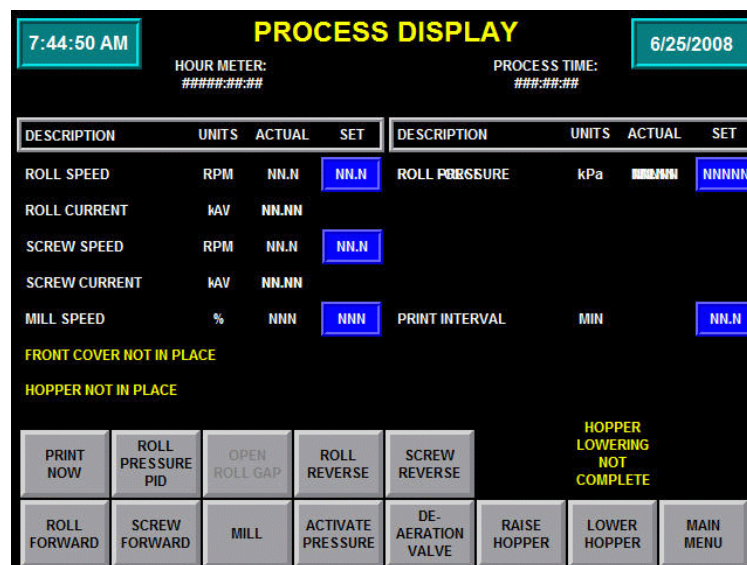 7:44:50 AM
PROCESS DISPLAY
6/25/2008
HOUR METER:
#####:##:##
PROCESS TIME:
###:##:##
DESCRIPTION UNITS ACTUAL SET
DESCRIPTION UNITS ACTUAL SET
ROLL SPEED RPM NN.N NN.N
ROLL kPa NNNNN
ROLL CURRENT kAV NN.NN
SCREW SPEED RPM NN.N NN.N
SCREW CURRENT kAV NN.NN
MILL SPEED % NNN NNN
PRINT INTERVAL MIN NN.N
FRONT COVER NOT IN PLACE
HOPPER NOT IN PLACE
HOPPER
LOWERING
NOT
COMPLETE
PRINT
NOW
ROLL
PRESSURE
PID
OPEN
ROLL GAP
ROLL
REVERSE
SCREW
REVERSE
ROLL
FORWARD
SCREW
FORWARD
MILL
ACTIVATE
PRESSURE
DE-
AERATION
VALVE
RAISE
HOPPER
LOWER
HOPPER
MAIN
MENU